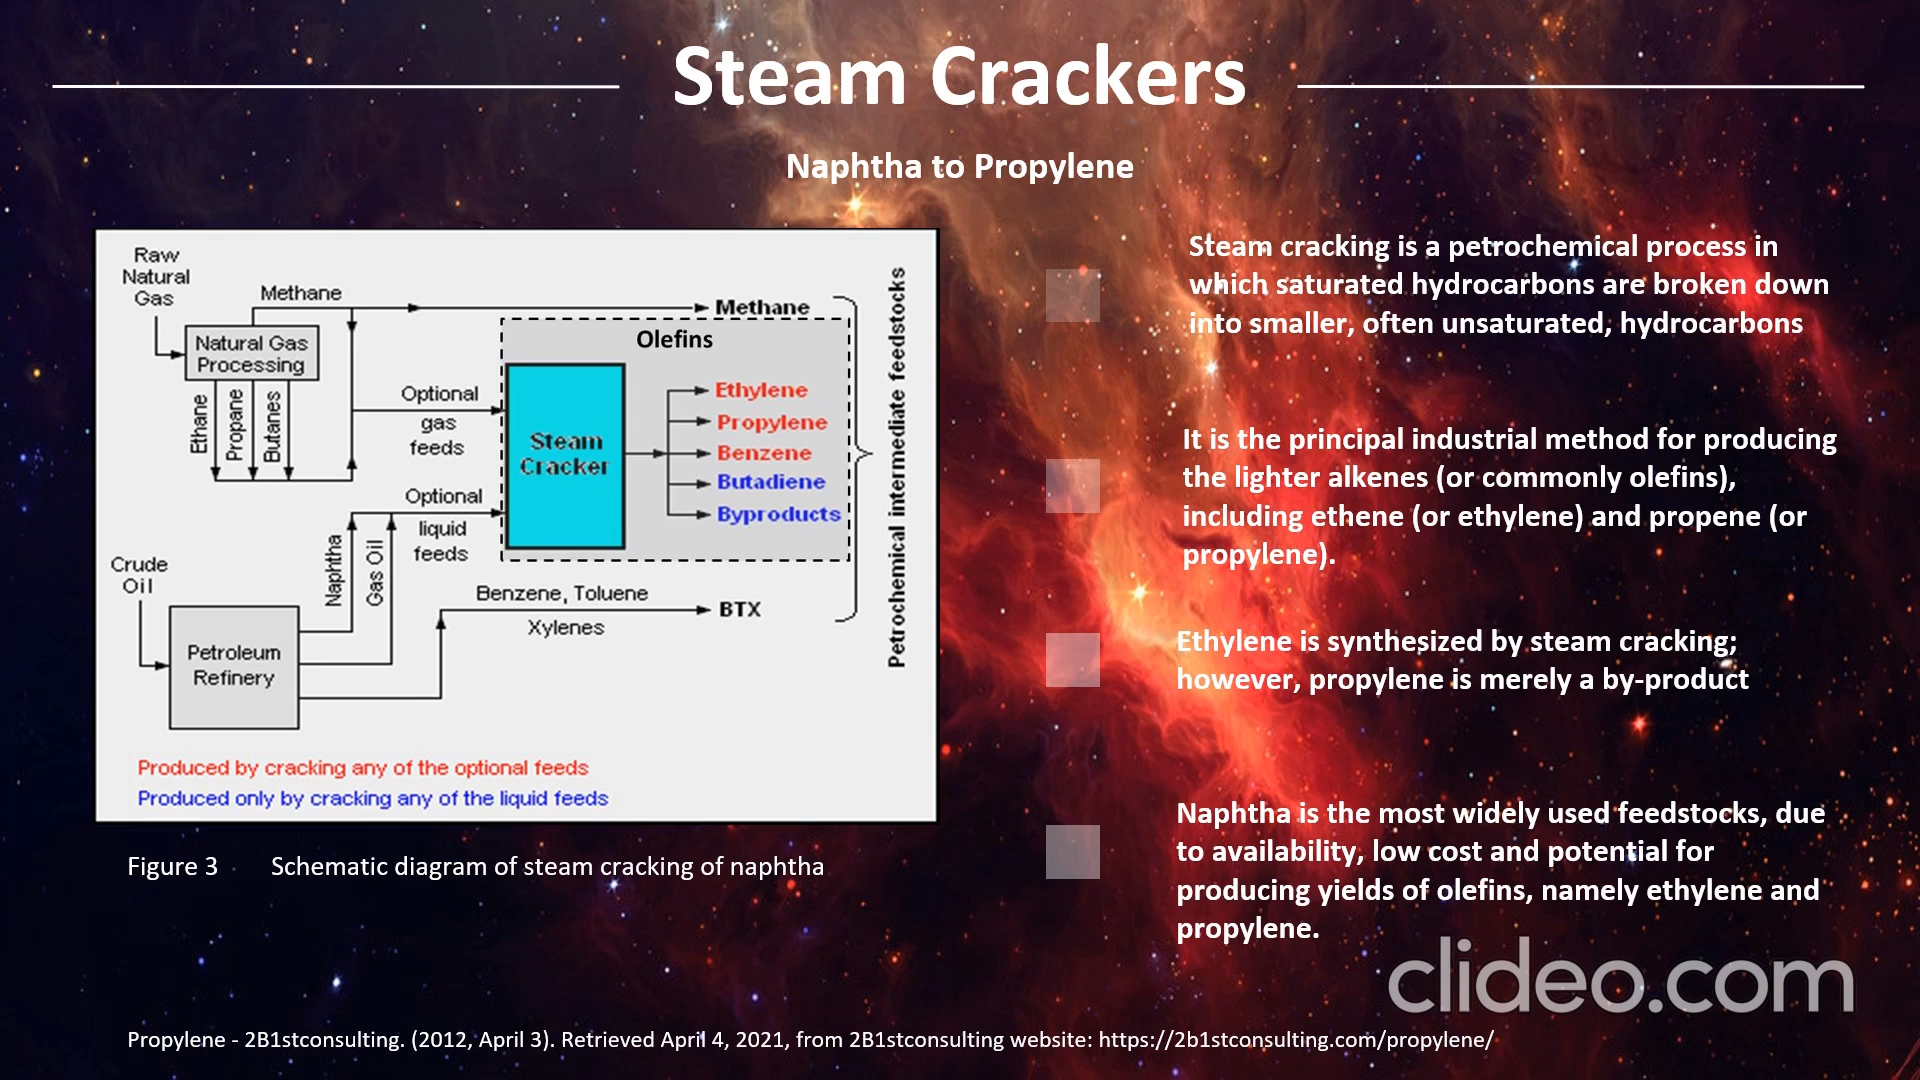 Steam Crackers
Naphtha to Propylene
Raw
Natural
Gas
Methane
Methane
Natural Gas
Processing
Ethane
Propane
Butanes
Optional
gas
feeds
Optional
liquid
feeds
Olefins
Steam
Cracker
Ethylene
Propylene
Benzene
Butadiene
Byproducts
Petrochemical intermediate feedstocks
Crude
Oil
Naphtha
Gas Oil
Petroleum
Refinery
Benzene, Toluene
Xylenes
BTX
Produced by cracking any of the optional feeds
Produced only by cracking any of the liquid feeds
Figure 3 Schematic diagram of steam cracking of naphtha
Steam cracking is a petrochemical process in
which saturated hydrocarbons are broken down
into smaller, often unsaturated, hydrocarbons
It is the principal industrial method for producing
the lighter alkenes (or commonly olefins),
including ethene (or ethylene) and propene (or
propylene).
Ethylene is synthesized by steam cracking;
however, propylene is merely a by-product
Naphtha is the most widely used feedstocks, due
to availability, low cost and potential for
producing yields of olefins, namely ethylene and
propylene.
clideo.com
Propylene - 2B1stconsulting. (2012, April 3). Retrieved April 4, 2021, from 2B1stconsulting website: https://2b1stconsulting.com/propylene/